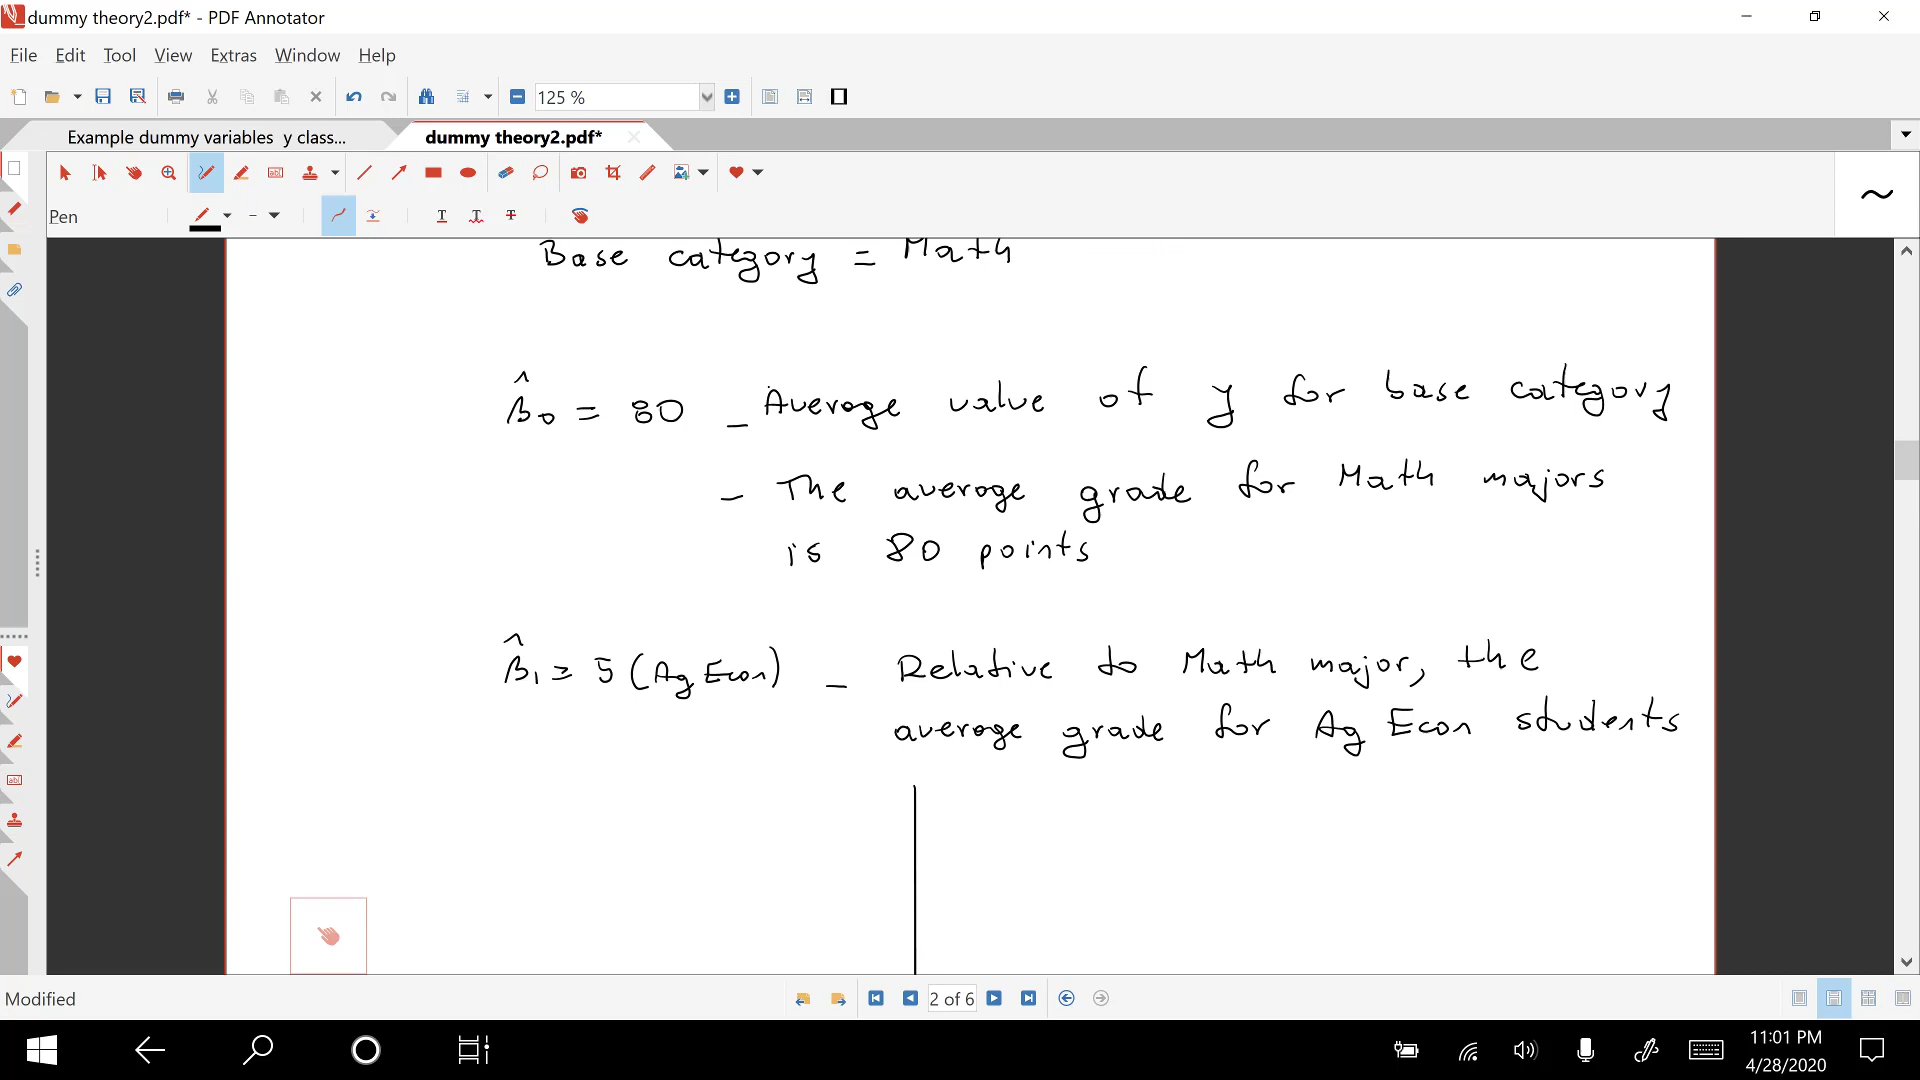 dummy theory2.pdf* - PDF Annotator
File Edit Tool View Extras Window Help
125 %
Example dummy variables y class...
dummy theory2.pdf*
Pen
Base category = Math
β̂0 = 80 - Average value of y for base category
- The average grade for Math majors
is 80 points
β̂1 = 5 (Ag Econ) - Relative to Math major, the
average grade for Ag Econ students
Modified
2 of 6
11:01 PM
4/28/2020